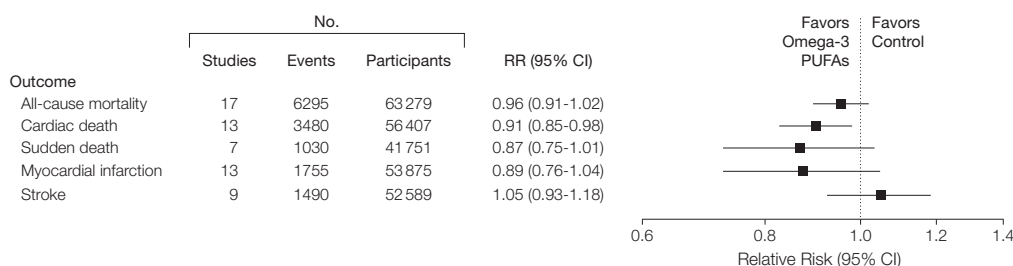 No.
Favors Omega-3 PUFAs
Favors Control
Studies Events Participants RR (95% CI)
Outcome
All-cause mortality 17 6295 63 279 0.96 (0.91-1.02)
Cardiac death 13 3480 56 407 0.91 (0.85-0.98)
Sudden death 7 1030 41 751 0.87 (0.75-1.01)
Myocardial infarction 13 1755 53 875 0.89 (0.76-1.04)
Stroke 9 1490 52 589 1.05 (0.93-1.18)
0.6 0.8 1.0 1.2 1.4
Relative Risk (95% CI)